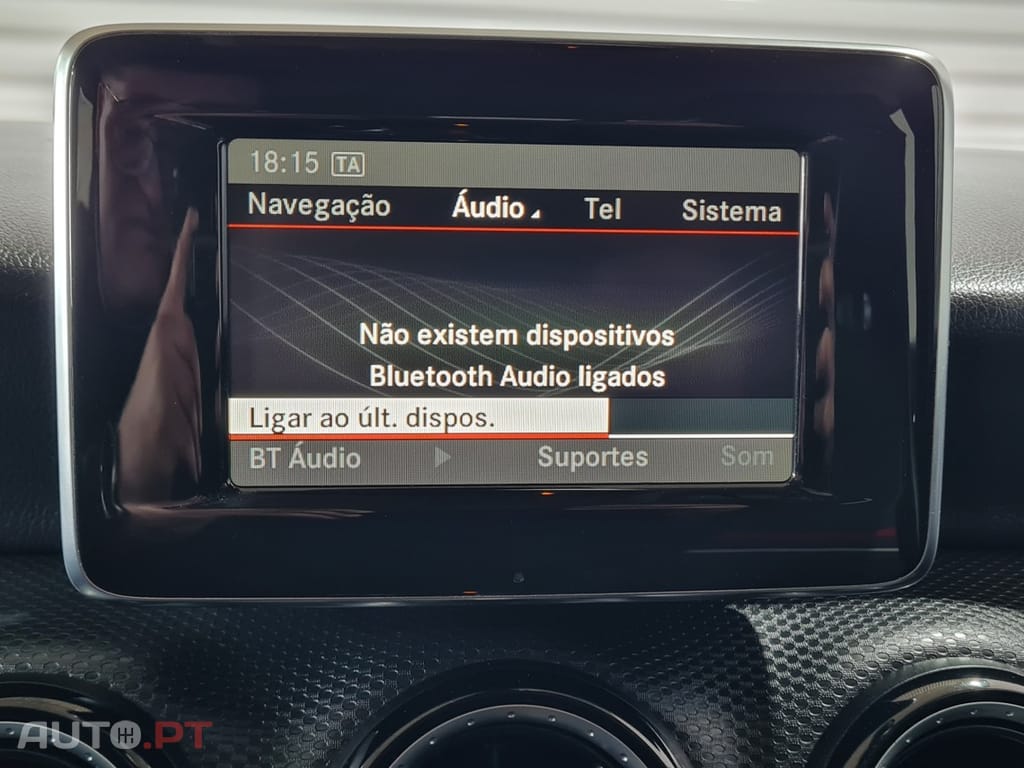 18:15 TA
Navegação Áudio Tel Sistema
Não existem dispositivos
Bluetooth Audio ligados
Ligar ao últ. dispos.
BT Áudio Suportes Som
AUTO.PT